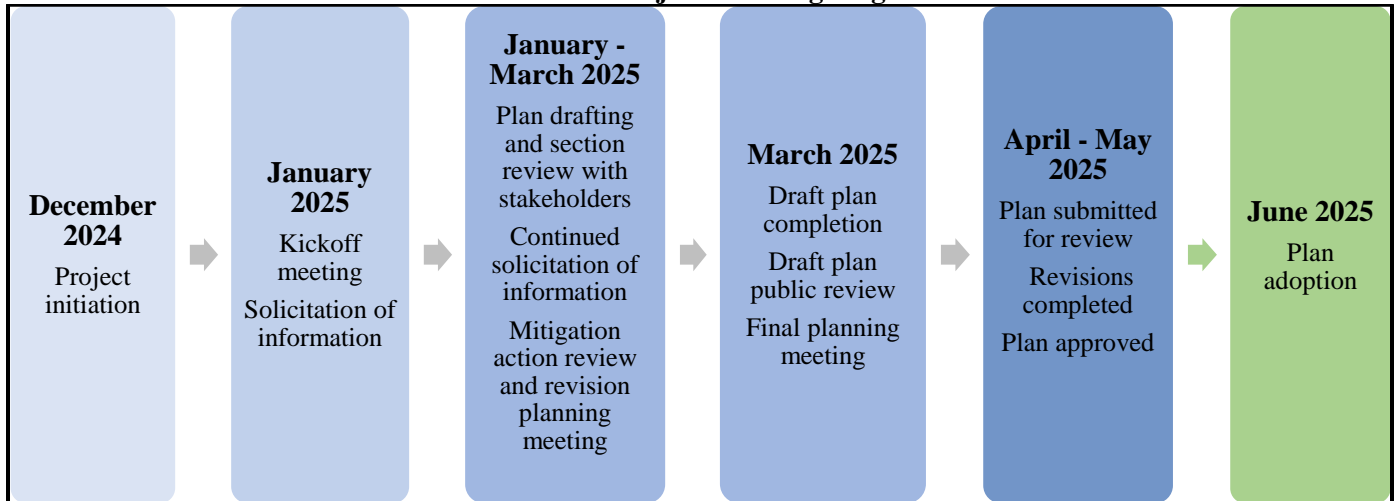 December
2024
Project
initiation
January
2025
Kickoff
meeting
Solicitation of
information
January -
March 2025
Plan drafting
and section
review with
stakeholders
Continued
solicitation of
information
Mitigation
action review
and revision
planning
meeting
March 2025
Draft plan
completion
Draft plan
public review
Final planning
meeting
April - May
2025
Plan submitted
for review
Revisions
completed
Plan approved
June 2025
Plan
adoption